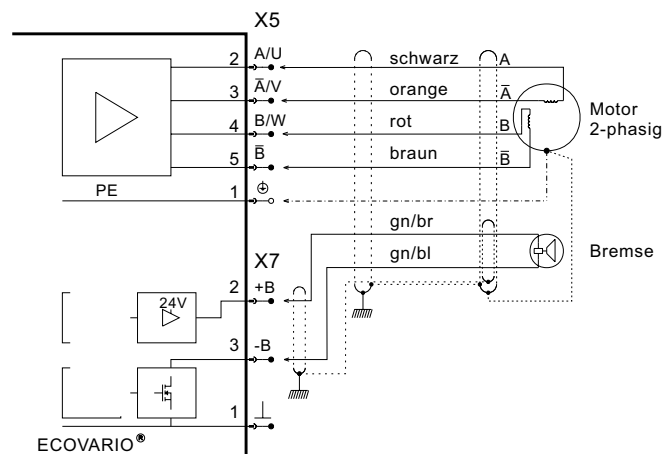 X5
2 A/U schwarz A
3 A̅/V orange A̅
4 B/W rot B
5 B̅ braun B̅
Motor
2-phasig
PE 1
gn/br
gn/bl
Bremse
X7
2 +B
24V
3 -B
1
ECOVARIO®